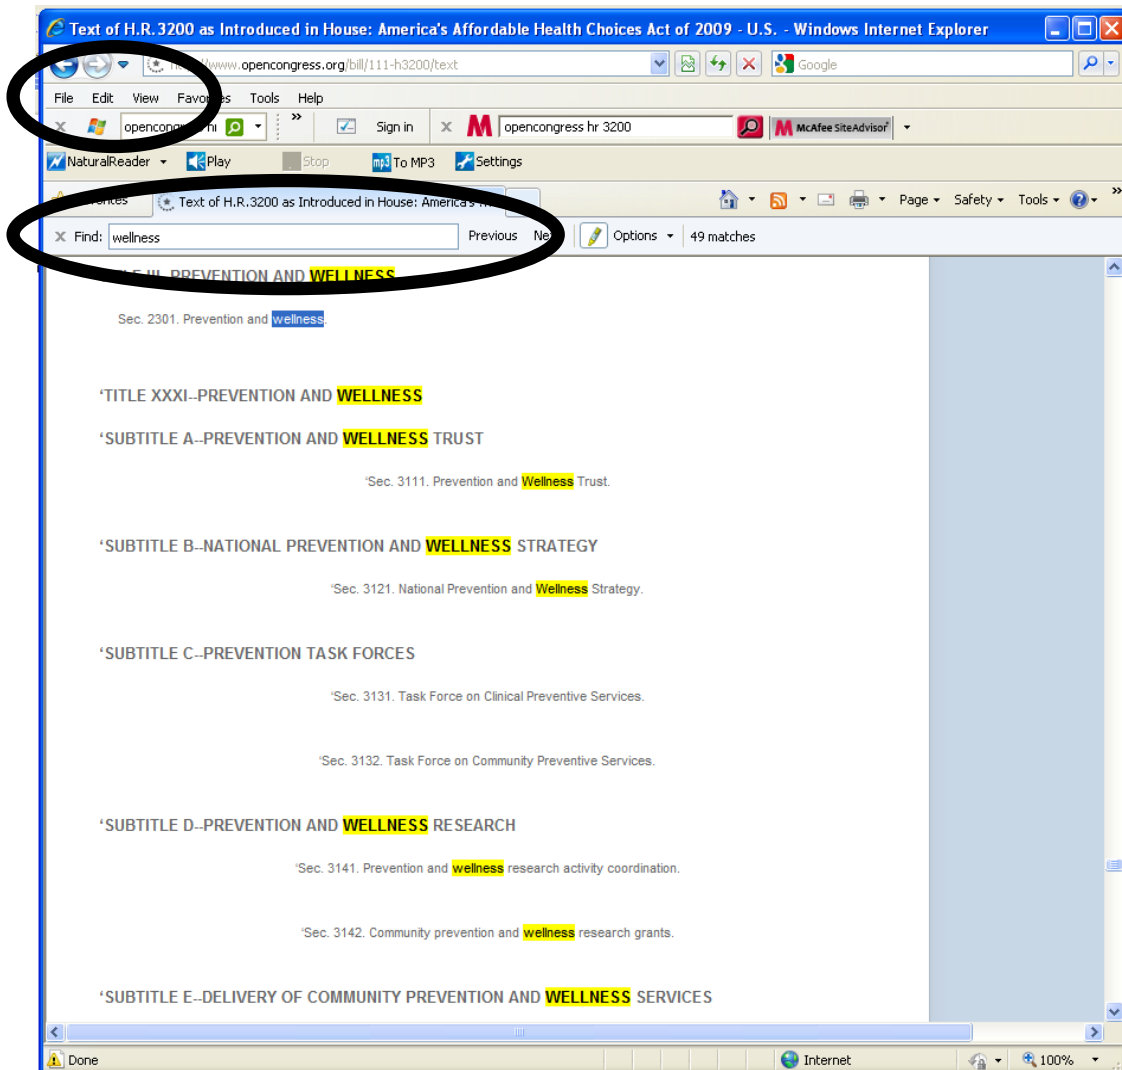 Text of H.R.3200 as Introduced in House: America's Affordable Health Choices Act of 2009 - U.S. - Windows Internet Explorer
www.opencongress.org/bill/111-h3200/text Google
File Edit View Tools Help
x opencongress » Sign in x M opencongress hr 3200 McAfee SiteAdvisor
NaturalReader Play Stop mp3 To MP3 Settings
Text of H.R.3200 as Introduced in House: Page Safety Tools »
x Find: wellness Previous Options 49 matches
III--PREVENTION AND WELLNESS
Sec. 2301. Prevention and wellness.
‘TITLE XXXI--PREVENTION AND WELLNESS
‘SUBTITLE A--PREVENTION AND WELLNESS TRUST
‘Sec. 3111. Prevention and Wellness Trust.
‘SUBTITLE B--NATIONAL PREVENTION AND WELLNESS STRATEGY
‘Sec. 3121. National Prevention and Wellness Strategy.
‘SUBTITLE C--PREVENTION TASK FORCES
‘Sec. 3131. Task Force on Clinical Preventive Services.
‘Sec. 3132. Task Force on Community Preventive Services.
‘SUBTITLE D--PREVENTION AND WELLNESS RESEARCH
‘Sec. 3141. Prevention and wellness research activity coordination.
‘Sec. 3142. Community prevention and wellness research grants.
‘SUBTITLE E--DELIVERY OF COMMUNITY PREVENTION AND WELLNESS SERVICES
Done Internet 100%